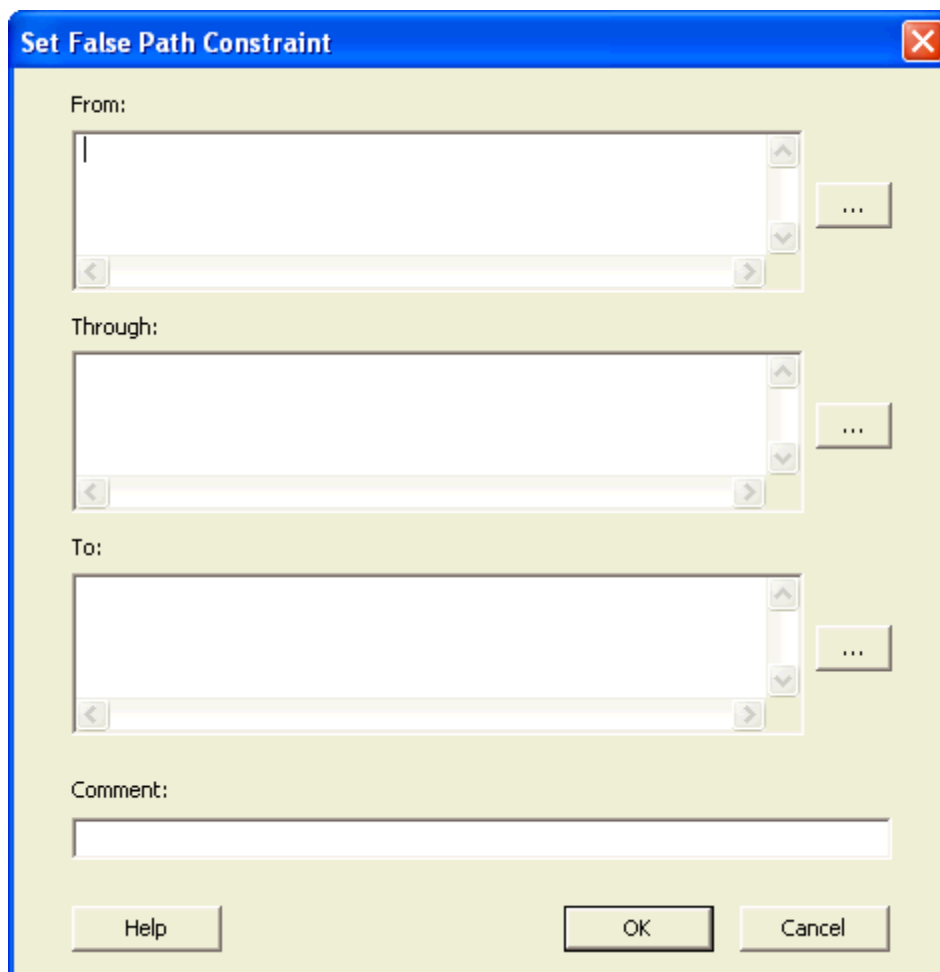 Set False Path Constraint
From:
...
Through:
...
To:
...
Comment:
Help OK Cancel